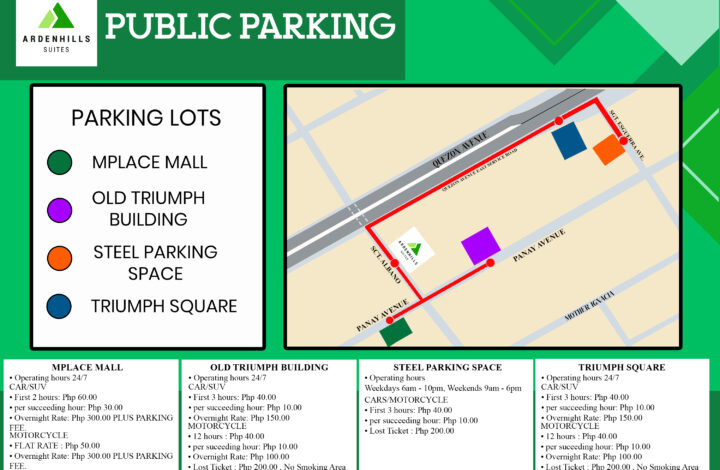 ARDENHILLS
SUITES
PUBLIC PARKING
PARKING LOTS
MPLACE MALL
OLD TRIUMPH
BUILDING
STEEL PARKING
SPACE
TRIUMPH SQUARE
QUEZON AVENUE
QUEZON AVENUE EAST SERVICE ROAD
SGT. ESGUERRA AVE.
SCT. ALBANO
ARDENHILLS
SUITES
PANAY AVENUE
PANAY AVENUE
MOTHER IGNACIA
MPLACE MALL
• Operating hours 24/7
CAR/SUV
• First 2 hours: Php 60.00
• per succeeding hour: Php 30.00
• Overnight Rate: Php 300.00 PLUS PARKING
FEE.
MOTORCYCLE
• FLAT RATE : Php 50.00
• Overnight Rate: Php 300.00 PLUS PARKING
FEE.
OLD TRIUMPH BUILDING
• Operating hours 24/7
CAR/SUV
• First 3 hours: Php 40.00
• per succeeding hour: Php 10.00
• Overnight Rate: Php 150.00
MOTORCYCLE
• 12 hours : Php 40.00
• per succeeding hour: Php 10.00
• Overnight Rate: Php 100.00
• Lost Ticket : Php 200.00 , No Smoking Area
STEEL PARKING SPACE
• Operating hours
Weekdays 6am - 10pm, Weekends 9am - 6pm
CARS/MOTORCYCLE
• First 3 hours: Php 40.00
• per succeeding hour: Php 10.00
• Lost Ticket : Php 200.00
TRIUMPH SQUARE
• Operating hours 24/7
CAR/SUV
• First 3 hours: Php 40.00
• per succeeding hour: Php 10.00
• Overnight Rate: Php 150.00
MOTORCYCLE
• 12 hours : Php 40.00
• per succeeding hour: Php 10.00
• Overnight Rate: Php 100.00
• Lost Ticket : Php 200.00 , No Smoking Area